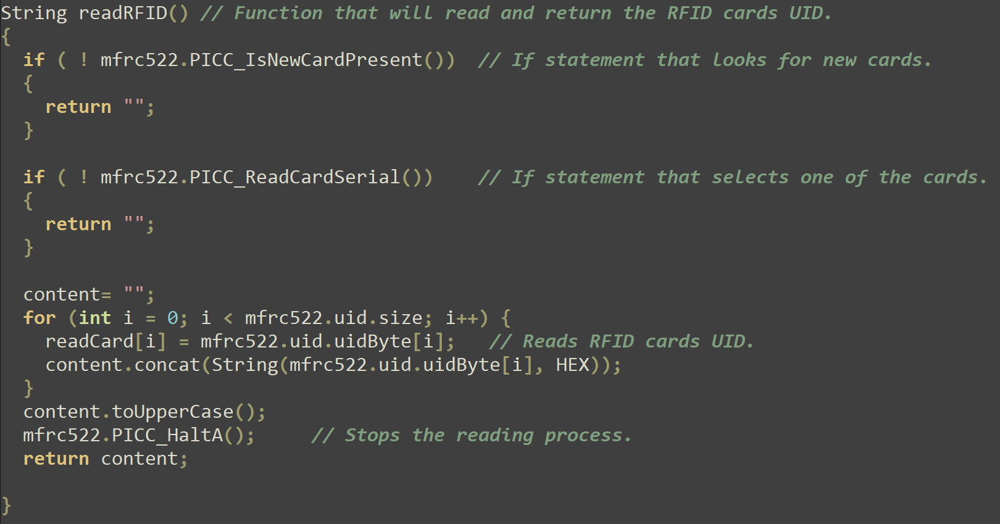 String readRFID() // Function that will read and return the RFID cards UID.
{
  if ( ! mfrc522.PICC_IsNewCardPresent())  // If statement that looks for new cards.
  {
    return "";
  }

  if ( ! mfrc522.PICC_ReadCardSerial())    // If statement that selects one of the cards.
  {
    return "";
  }

  content= "";
  for (int i = 0; i < mfrc522.uid.size; i++) {
    readCard[i] = mfrc522.uid.uidByte[i];   // Reads RFID cards UID.
    content.concat(String(mfrc522.uid.uidByte[i], HEX));
  }
  content.toUpperCase();
  mfrc522.PICC_HaltA();     // Stops the reading process.
  return content;

}